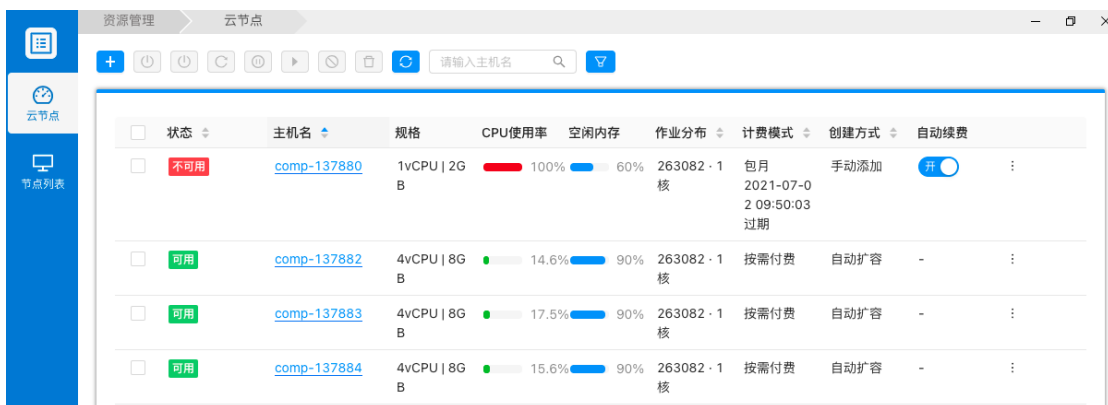 资源管理 云节点
请输入主机名
云节点
节点列表
状态 主机名 规格 CPU使用率 空闲内存 作业分布 计费模式 创建方式 自动续费
不可用 comp-137880 1vCPU | 2G 100% 60% 263082 · 1 包月 手动添加 开
B 核 2021-07-0
2 09:50:03
过期
可用 comp-137882 4vCPU | 8G 14.6% 90% 263082 · 1 按需付费 自动扩容 -
B 核
可用 comp-137883 4vCPU | 8G 17.5% 90% 263082 · 1 按需付费 自动扩容 -
B 核
可用 comp-137884 4vCPU | 8G 15.6% 90% 263082 · 1 按需付费 自动扩容 -
B 核